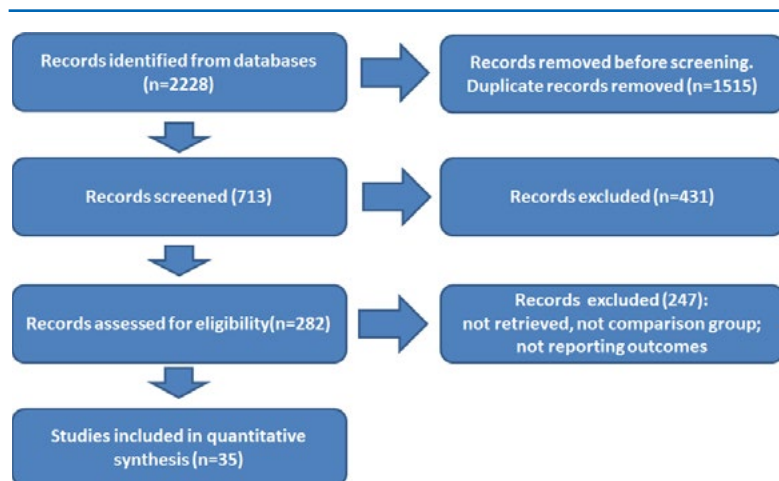 Records identified from databases
(n=2228)
Records removed before screening.
Duplicate records removed (n=1515)
Records screened (713)
Records excluded (n=431)
Records assessed for eligibility(n=282)
Records excluded (247):
not retrieved, not comparison group;
not reporting outcomes
Studies included in quantitative
synthesis (n=35)